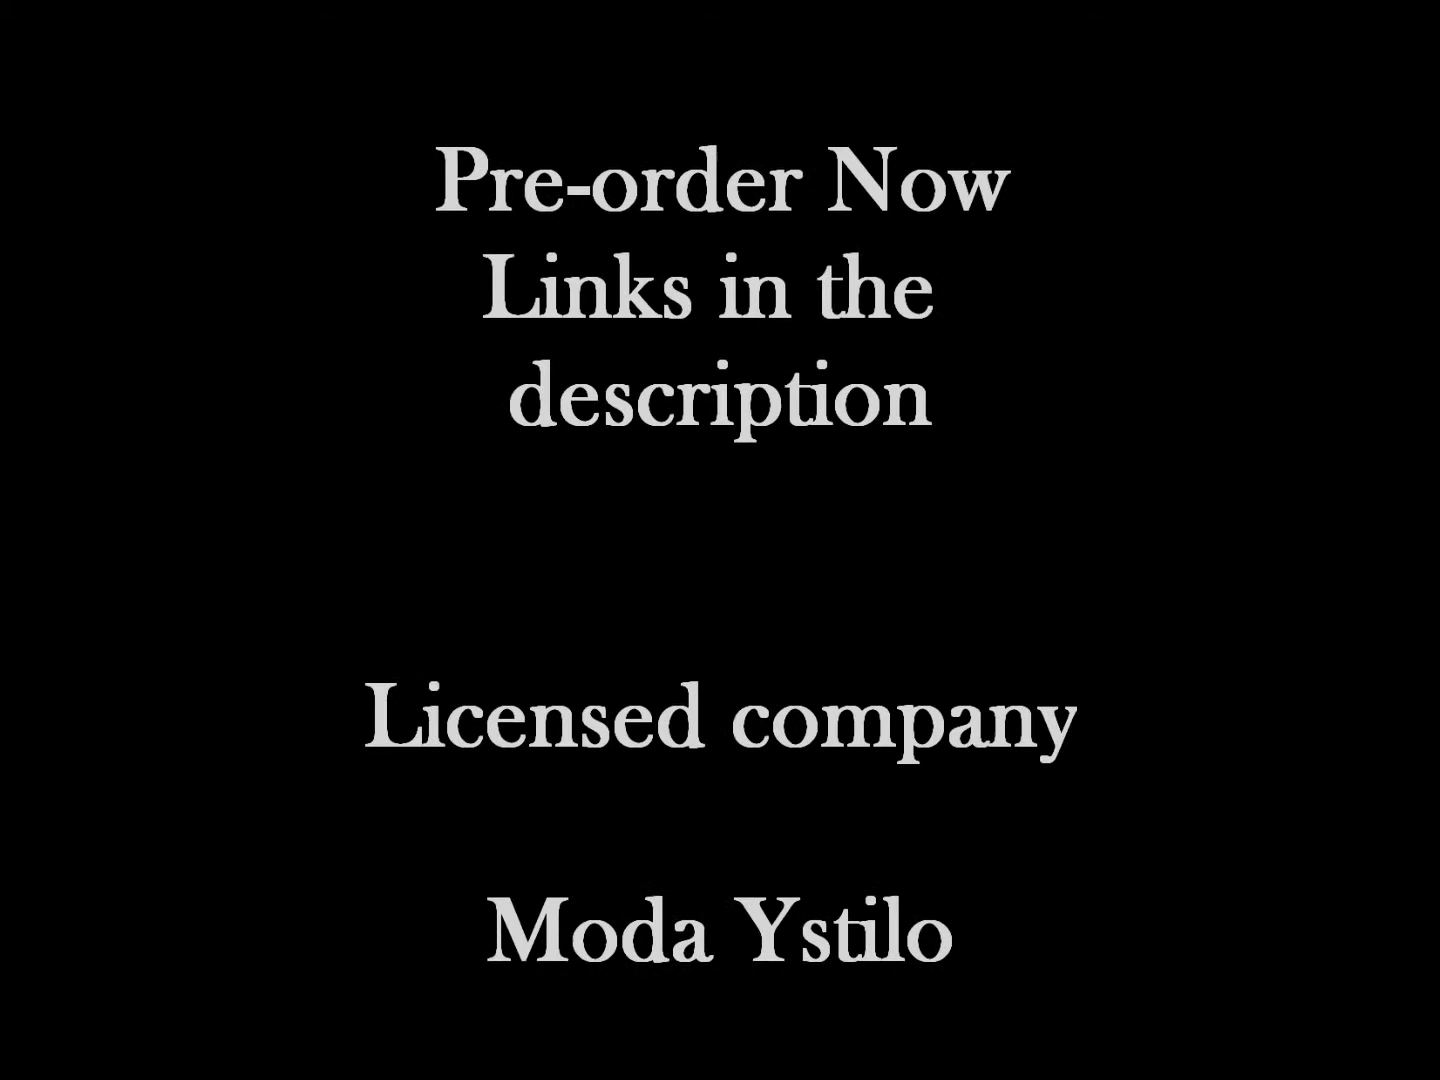 Pre-order Now
Links in the
description
Licensed company
Moda Ystilo